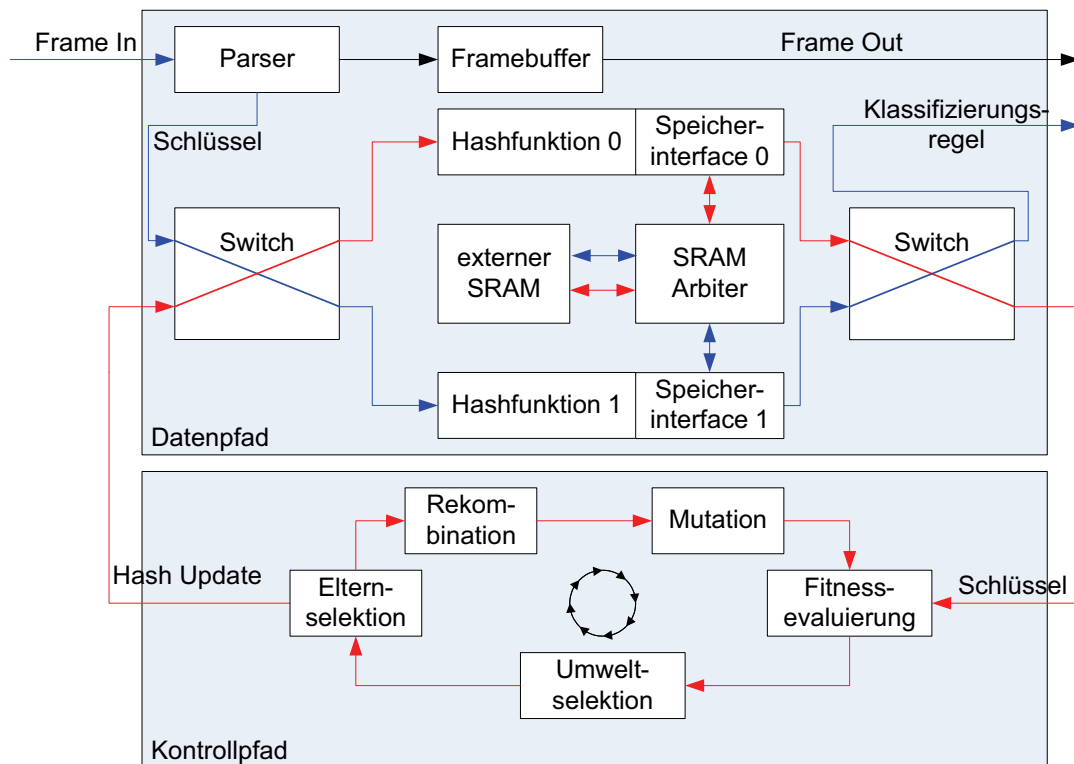 Frame In
Parser
Framebuffer
Frame Out
Schlüssel
Hashfunktion 0
Speicher-
interface 0
Klassifizierungs-
regel
Switch
externer
SRAM
SRAM
Arbiter
Switch
Hashfunktion 1
Speicher-
interface 1
Datenpfad
Rekom-
bination
Mutation
Hash Update
Eltern-
selektion
Fitness-
evaluierung
Schlüssel
Umwelt-
selektion
Kontrollpfad